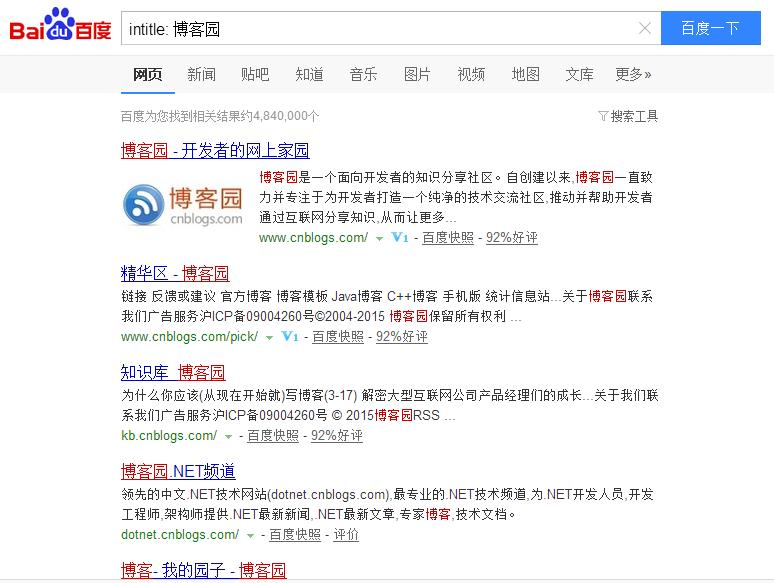 Bai du 百度
intitle: 博客园
百度一下
网页 新闻 贴吧 知道 音乐 图片 视频 地图 文库 更多»
百度为您找到相关结果约4,840,000个
搜索工具
博客园 - 开发者的网上家园
博客园
cnblogs.com
博客园是一个面向开发者的知识分享社区。自创建以来,博客园一直致
力并专注于为开发者打造一个纯净的技术交流社区,推动并帮助开发者
通过互联网分享知识,从而让更多...
www.cnblogs.com/ V1 - 百度快照 - 92%好评
精华区 - 博客园
链接 反馈或建议 官方博客 博客模板 Java博客 C++博客 手机版 统计信息站...关于博客园联系
我们广告服务沪ICP备09004260号©2004-2015 博客园保留所有权利 ...
www.cnblogs.com/pick/ V1 - 百度快照 - 92%好评
知识库_博客园
为什么你应该(从现在开始就)写博客(3-17) 解密大型互联网公司产品经理们的成长...关于我们联
系我们广告服务沪ICP备09004260号 © 2015博客园RSS ...
kb.cnblogs.com/ - 百度快照 - 92%好评
博客园.NET频道
领先的中文.NET技术网站(dotnet.cnblogs.com),最专业的.NET技术频道,为.NET开发人员,开发
工程师,架构师提供.NET最新新闻,.NET最新文章,专家博客,技术文档。
dotnet.cnblogs.com/ - 百度快照 - 评价
博客- 我的园子 - 博客园